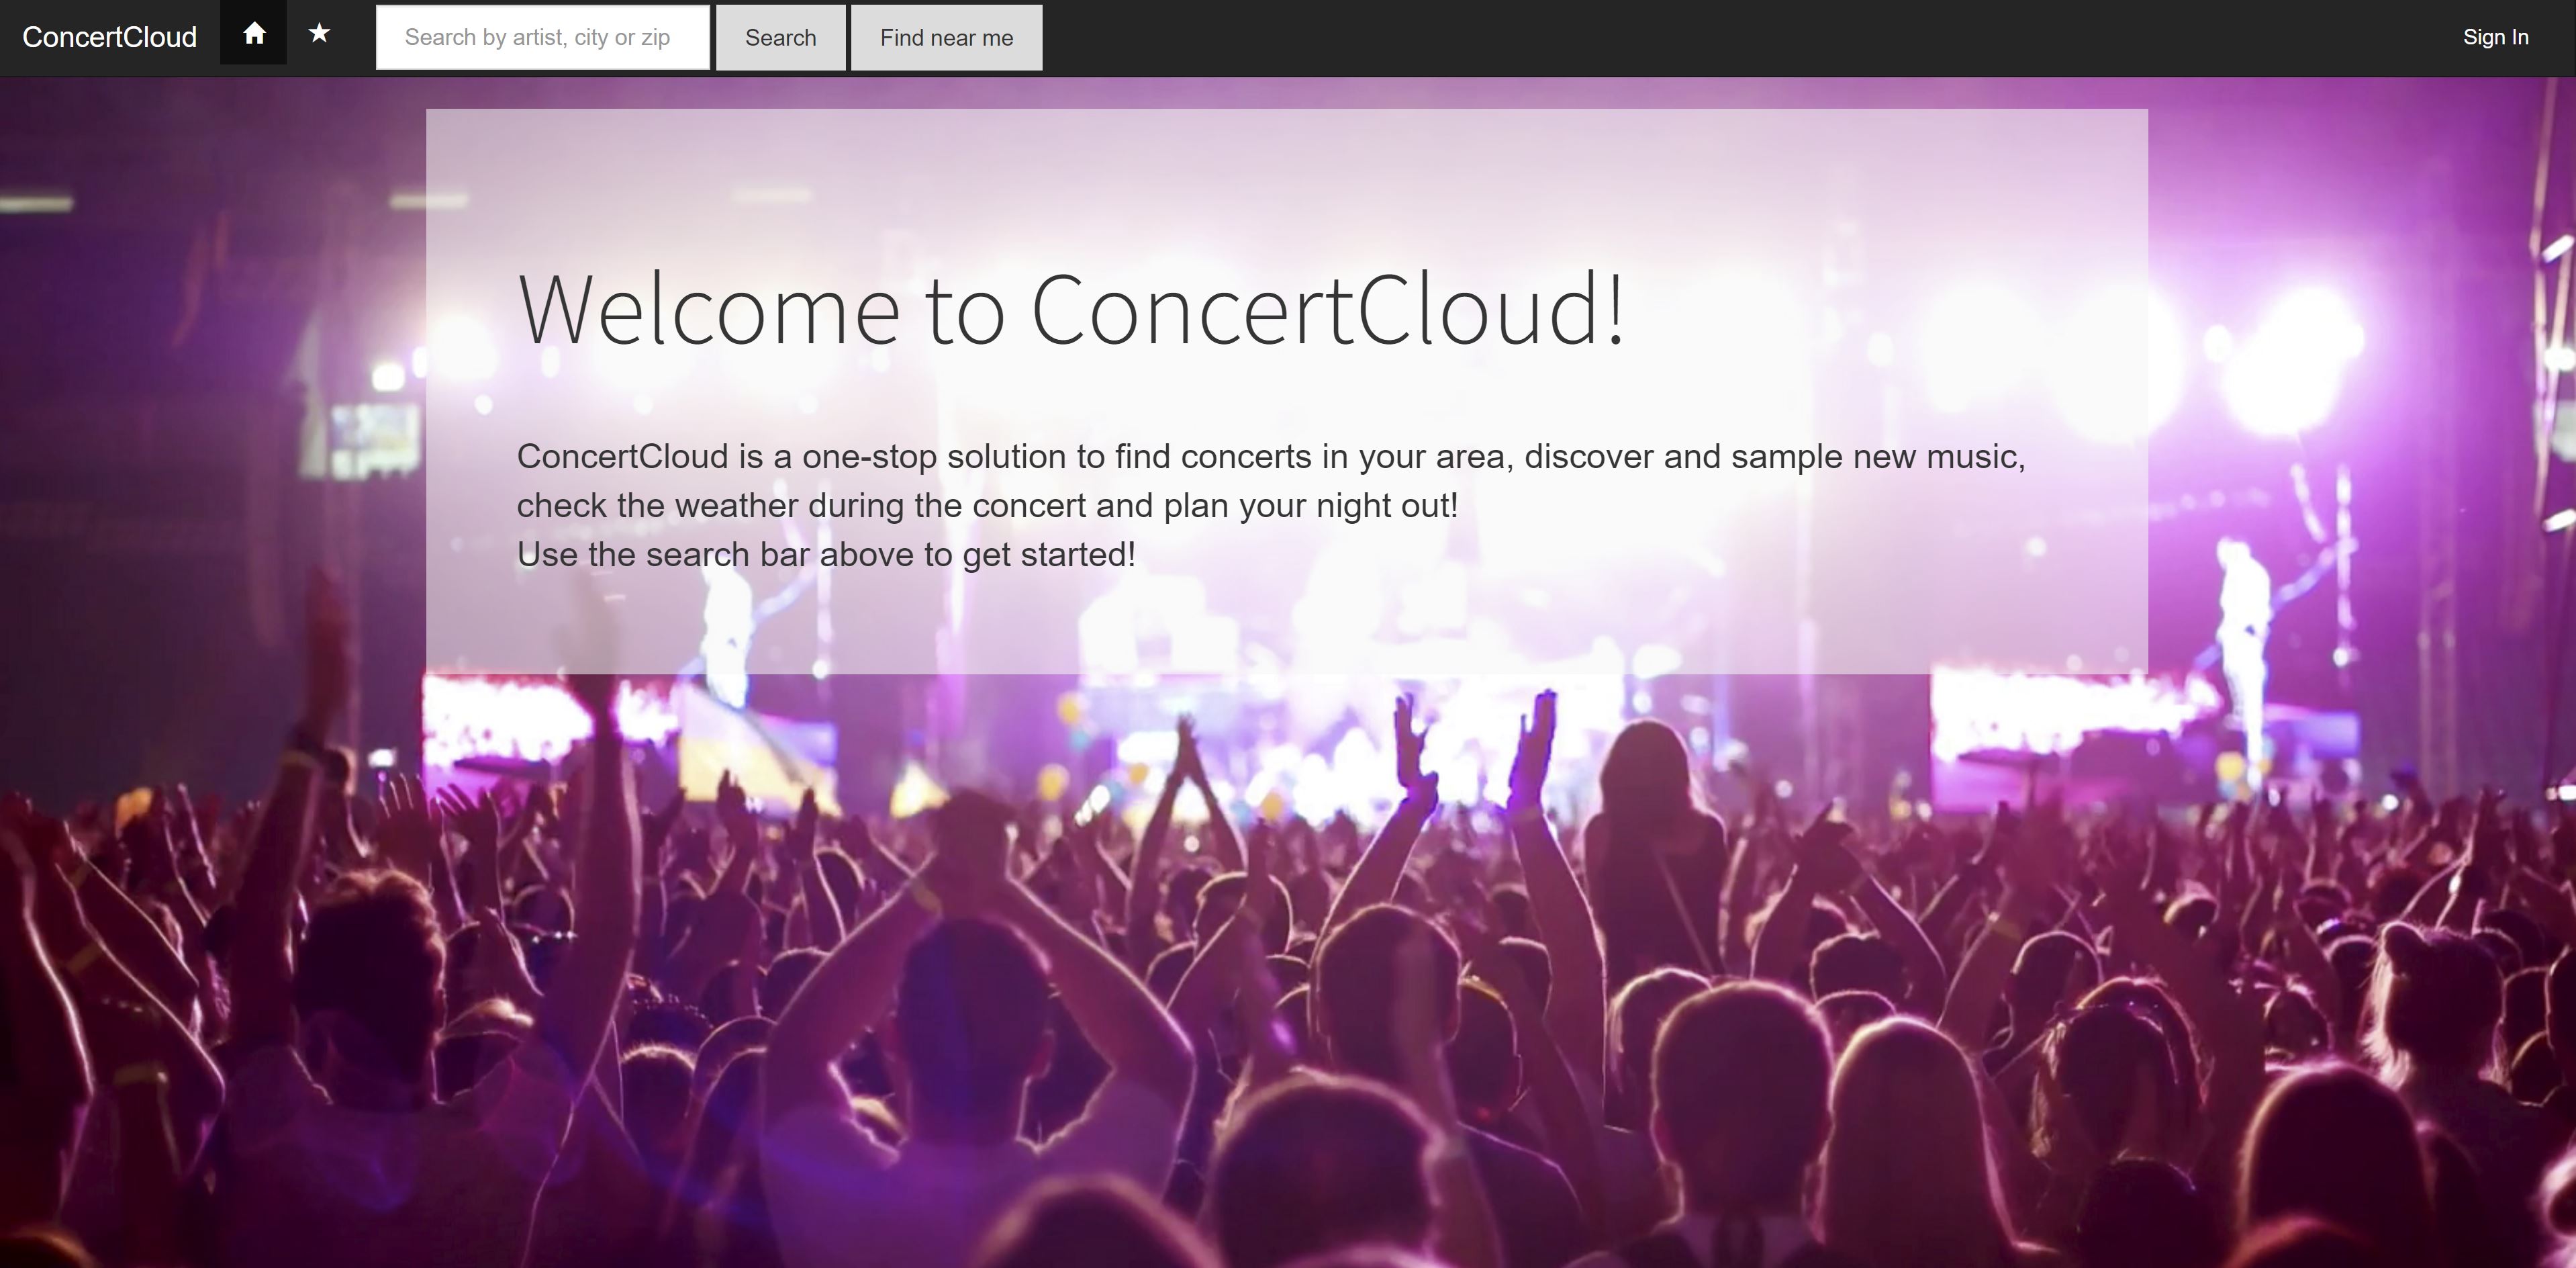 ConcertCloud
Search by artist, city or zip
Search
Find near me
Sign In
Welcome to ConcertCloud!
ConcertCloud is a one-stop solution to find concerts in your area, discover and sample new music,
check the weather during the concert and plan your night out!
Use the search bar above to get started!